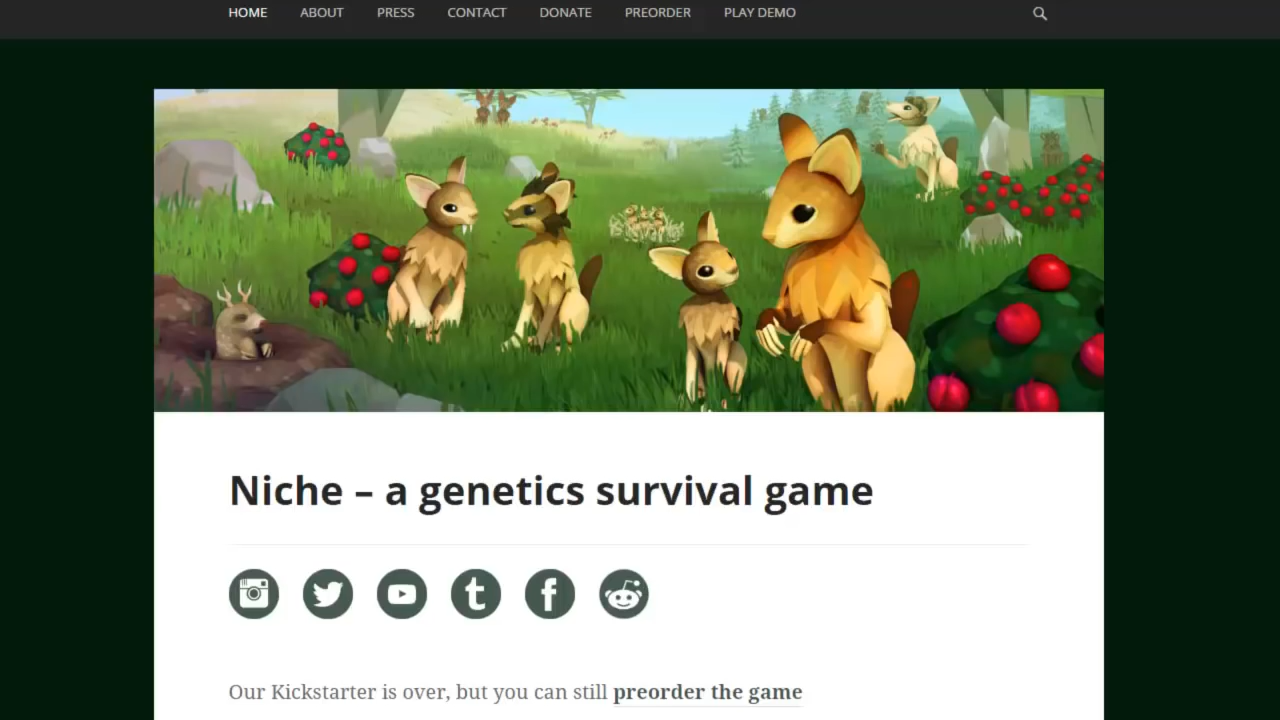 HOME ABOUT PRESS CONTACT DONATE PREORDER PLAY DEMO
Niche – a genetics survival game
Our Kickstarter is over, but you can still preorder the game